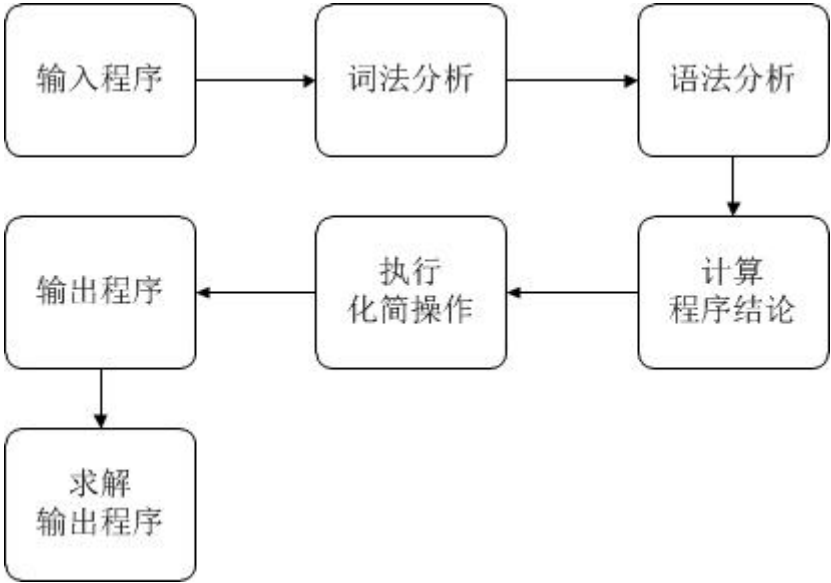 输入程序
词法分析
语法分析
计算
程序结论
执行
化简操作
输出程序
求解
输出程序